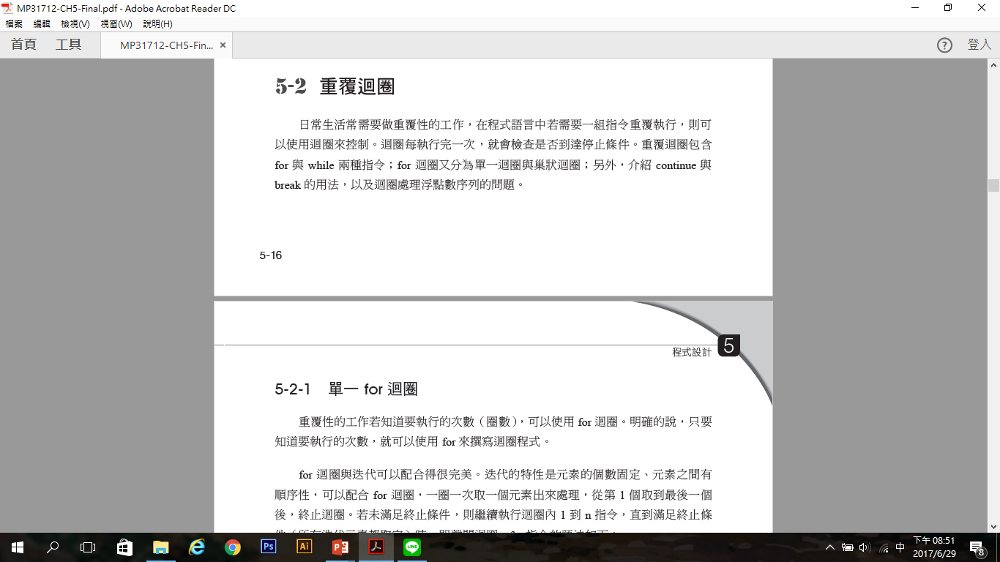 MP31712-CH5-Final.pdf - Adobe Acrobat Reader DC
檔案 編輯 檢視(V) 視窗(W) 說明(H)
首頁 工具 MP31712-CH5-Fin... × ? 登入
5-2 重覆迴圈
日常生活常需要做重覆性的工作，在程式語言中若需要一組指令重覆執行，則可
以使用迴圈來控制。迴圈每執行完一次，就會檢查是否到達停止條件。重覆迴圈包含
for 與 while 兩種指令；for 迴圈又分為單一迴圈與巢狀迴圈；另外，介紹 continue 與
break 的用法，以及迴圈處理浮點數序列的問題。
5-16
程式設計 5
5-2-1 單一 for 迴圈
重覆性的工作若知道要執行的次數（圈數），可以使用 for 迴圈。明確的說，只要
知道要執行的次數，就可以使用 for 來撰寫迴圈程式。
for 迴圈與迭代可以配合得很完美。迭代的特性是元素的個數固定、元素之間有
順序性，可以配合 for 迴圈，一圈一次取一個元素出來處理，從第 1 個取到最後一個
後，終止迴圈。若未滿足終止條件，則繼續執行迴圈內 1 到 n 指令，直到滿足終止條
Ps Ai LINE 中 下午 08:51
2017/6/29 8